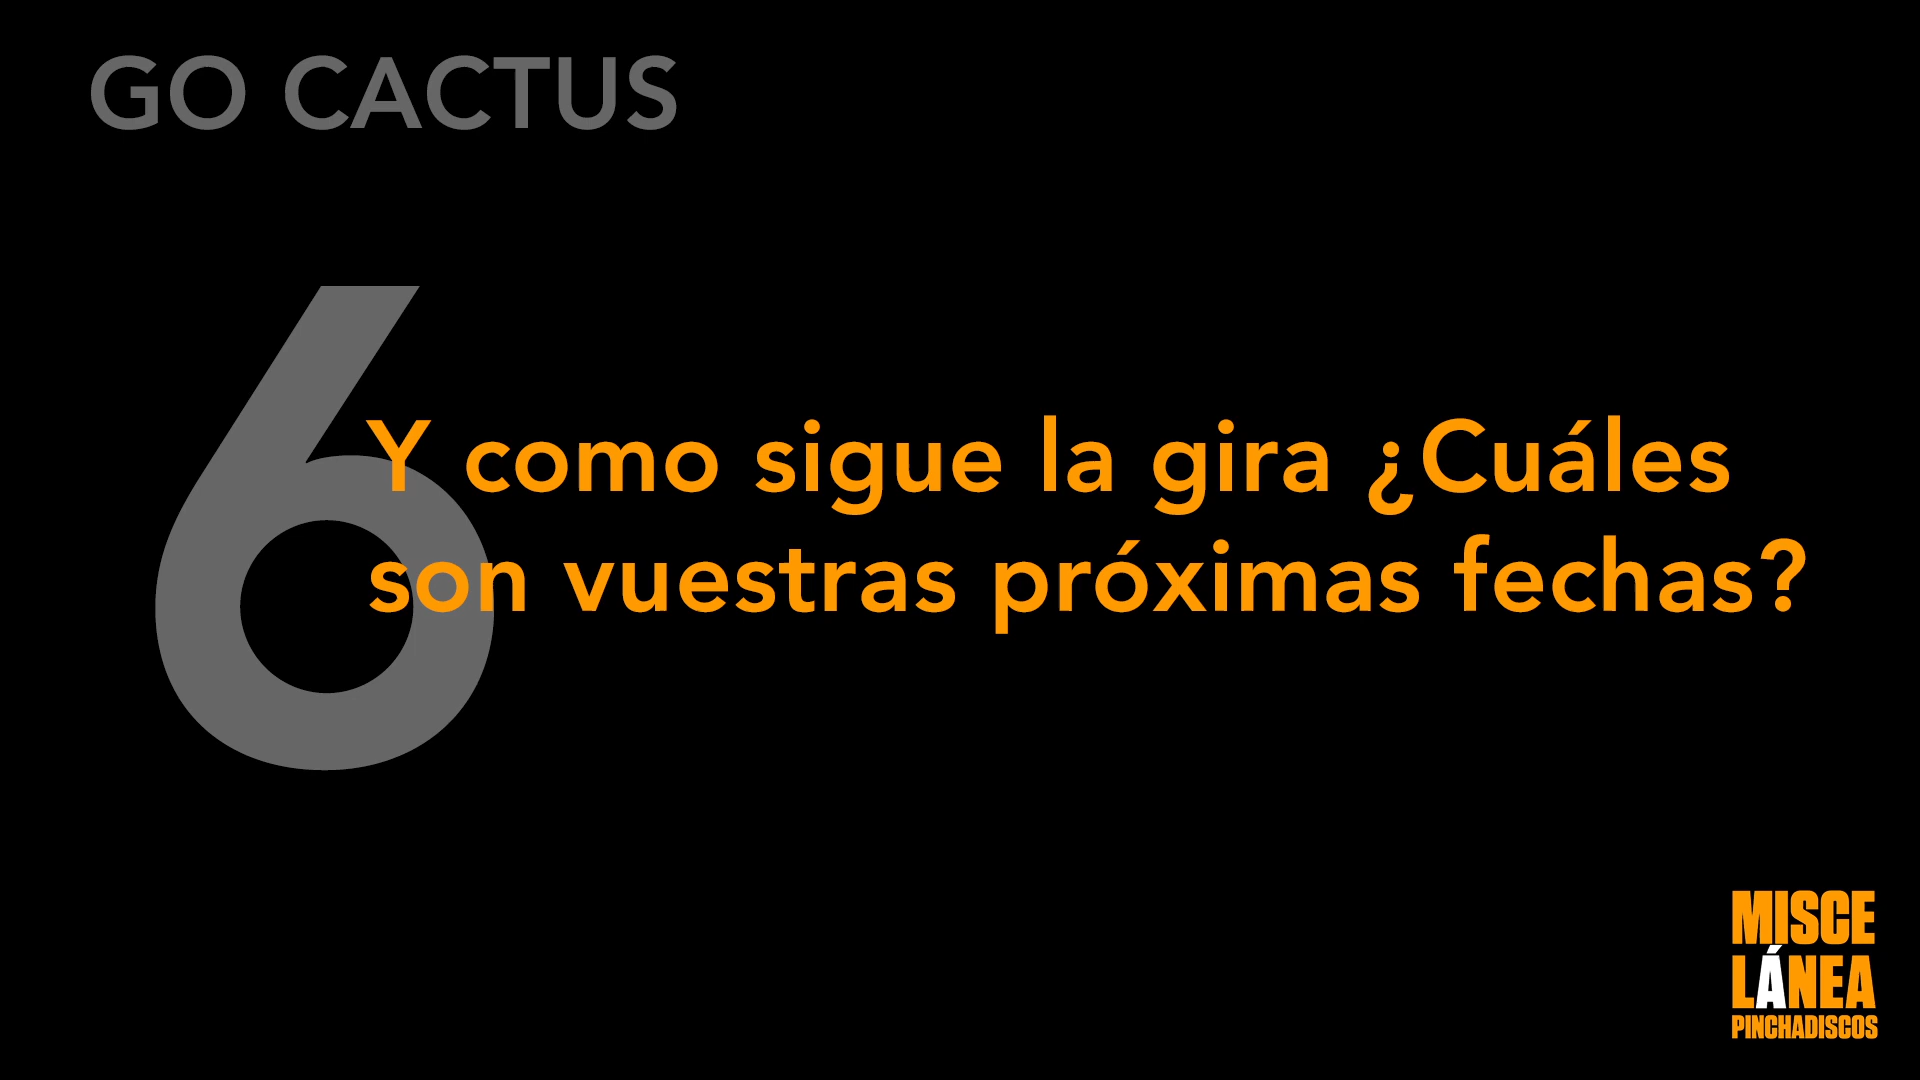 GO CACTUS
6
Y como sigue la gira ¿Cuáles
son vuestras próximas fechas?
MISCE
LÁNEA
PINCHADISCOS